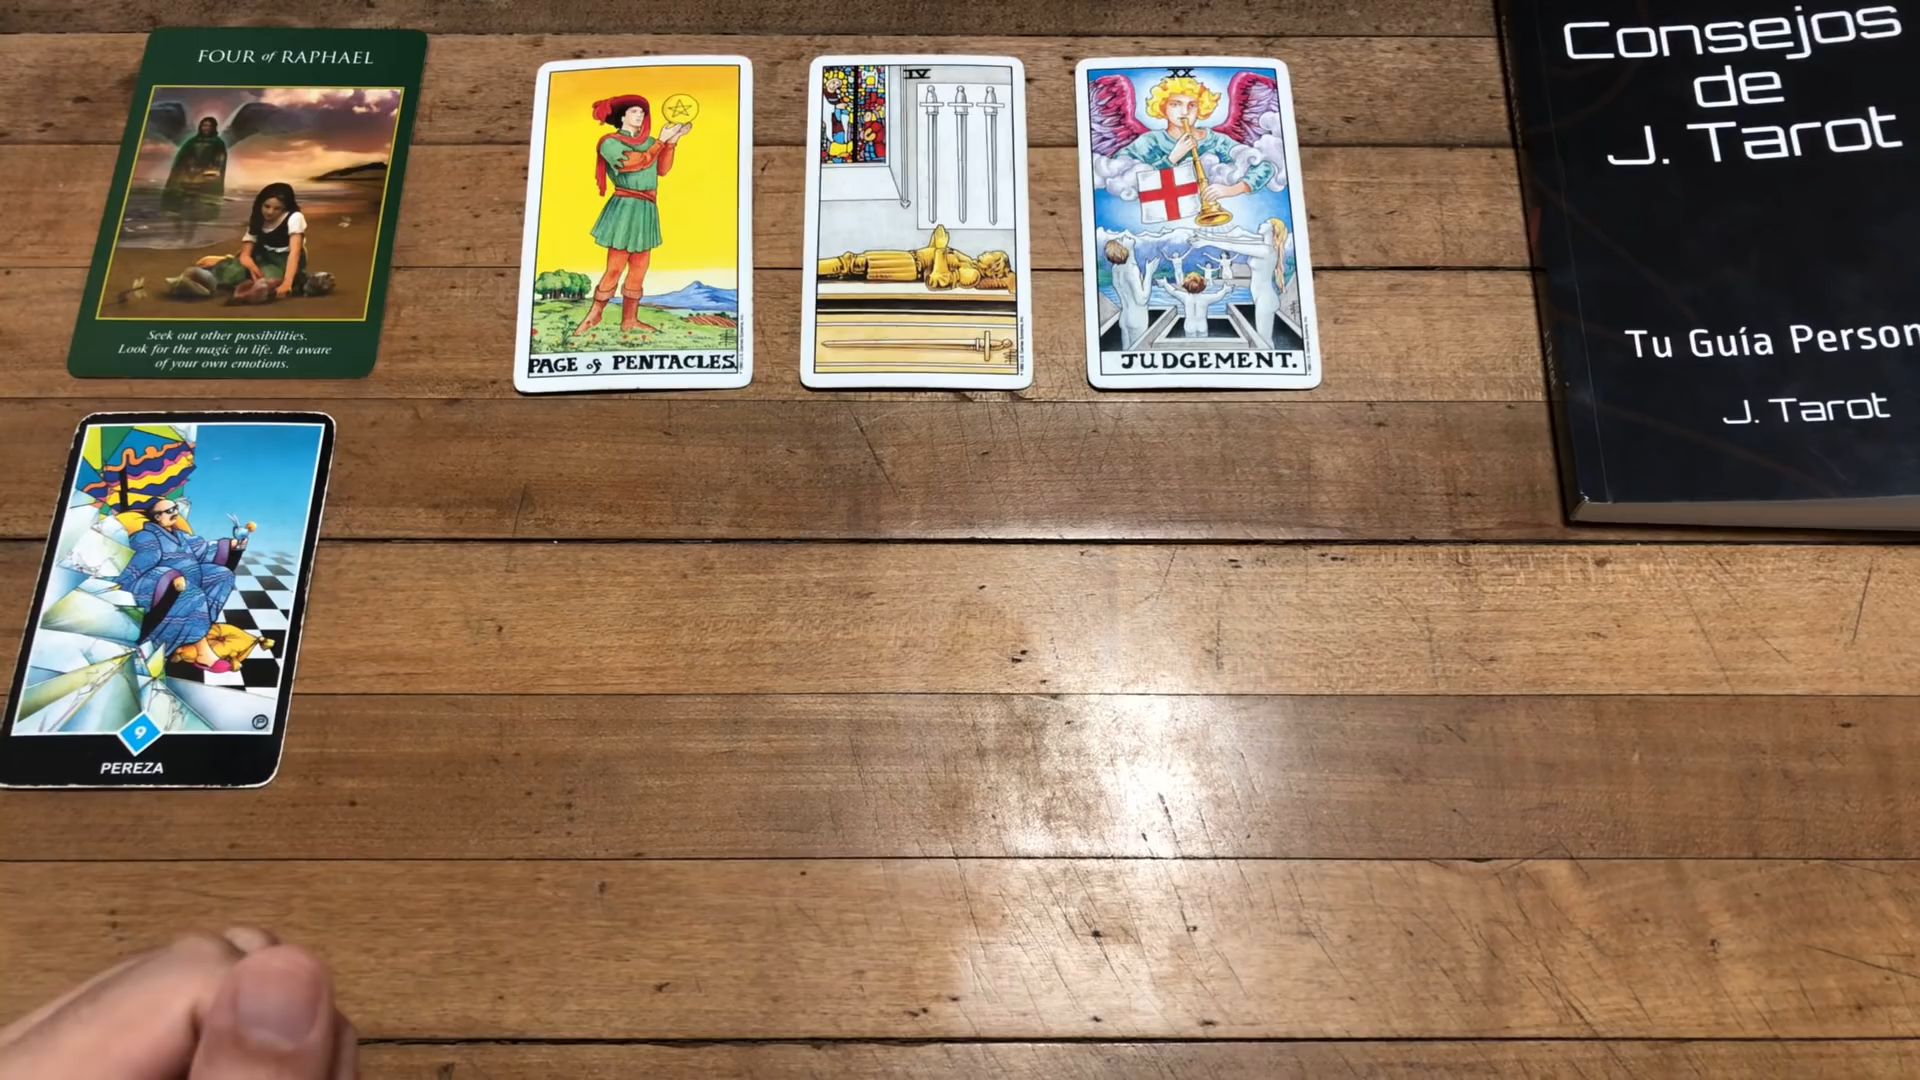 FOUR of RAPHAEL
Seek out other possibilities.
Look for the magic in life. Be aware
of your own emotions.
PAGE of PENTACLES
IV
XX
JUDGEMENT.
9
PEREZA
Consejos
de
J. Tarot
Tu Guía Person
J. Tarot